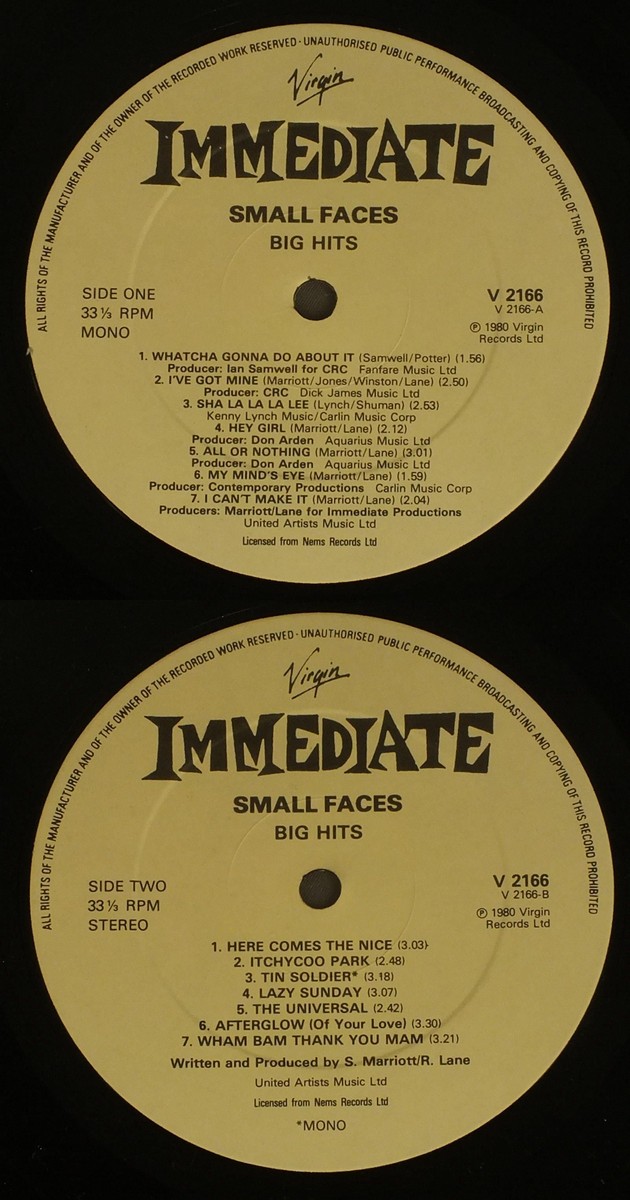 ALL RIGHTS OF THE MANUFACTURER AND OF THE OWNER OF THE RECORDED WORK RESERVED · UNAUTHORISED PUBLIC PERFORMANCE BROADCASTING AND COPYING OF THIS RECORD PROHIBITED
Virgin
IMMEDIATE
SMALL FACES
BIG HITS
SIDE ONE
33⅓ RPM
MONO
V 2166
V 2166-A
℗ 1980 Virgin
Records Ltd
1. WHATCHA GONNA DO ABOUT IT (Samwell/Potter) (1.56)
Producer: Ian Samwell for CRC Fanfare Music Ltd
2. I'VE GOT MINE (Marriott/Jones/Winston/Lane) (2.50)
Producer: CRC Dick James Music Ltd
3. SHA LA LA LA LEE (Lynch/Shuman) (2.53)
Kenny Lynch Music/Carlin Music Corp
4. HEY GIRL (Marriott/Lane) (2.12)
Producer: Don Arden Aquarius Music Ltd
5. ALL OR NOTHING (Marriott/Lane) (3.01)
Producer: Don Arden Aquarius Music Ltd
6. MY MIND'S EYE (Marriott/Lane) (1.59)
Producer: Contemporary Productions Carlin Music Corp
7. I CAN'T MAKE IT (Marriott/Lane) (2.04)
Producers: Marriott/Lane for Immediate Productions
United Artists Music Ltd
Licensed from Nems Records Ltd
ALL RIGHTS OF THE MANUFACTURER AND OF THE OWNER OF THE RECORDED WORK RESERVED · UNAUTHORISED PUBLIC PERFORMANCE BROADCASTING AND COPYING OF THIS RECORD PROHIBITED
Virgin
IMMEDIATE
SMALL FACES
BIG HITS
SIDE TWO
33⅓ RPM
STEREO
V 2166
V 2166-B
℗ 1980 Virgin
Records Ltd
1. HERE COMES THE NICE (3.03)
2. ITCHYCOO PARK (2.48)
3. TIN SOLDIER* (3.18)
4. LAZY SUNDAY (3.07)
5. THE UNIVERSAL (2.42)
6. AFTERGLOW (Of Your Love) (3.30)
7. WHAM BAM THANK YOU MAM (3.21)
Written and Produced by S. Marriott/R. Lane
United Artists Music Ltd
Licensed from Nems Records Ltd
*MONO